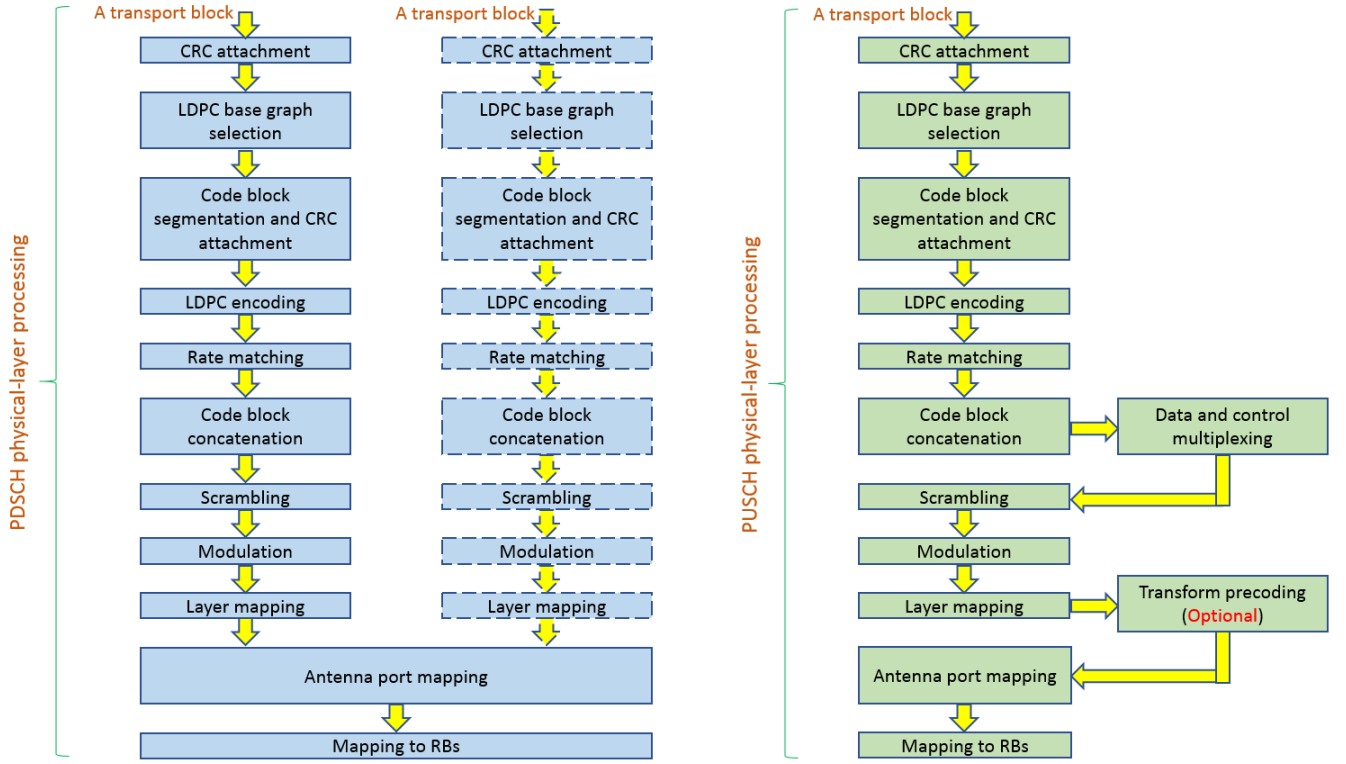 PDSCH physical-layer processing
A transport block
CRC attachment
LDPC base graph
selection
Code block
segmentation and CRC
attachment
LDPC encoding
Rate matching
Code block
concatenation
Scrambling
Modulation
Layer mapping
A transport block
CRC attachment
LDPC base graph
selection
Code block
segmentation and CRC
attachment
LDPC encoding
Rate matching
Code block
concatenation
Scrambling
Modulation
Layer mapping
Antenna port mapping
Mapping to RBs
PUSCH physical-layer processing
A transport block
CRC attachment
LDPC base graph
selection
Code block
segmentation and CRC
attachment
LDPC encoding
Rate matching
Code block
concatenation
Data and control
multiplexing
Scrambling
Modulation
Layer mapping
Transform precoding
(Optional)
Antenna port mapping
Mapping to RBs